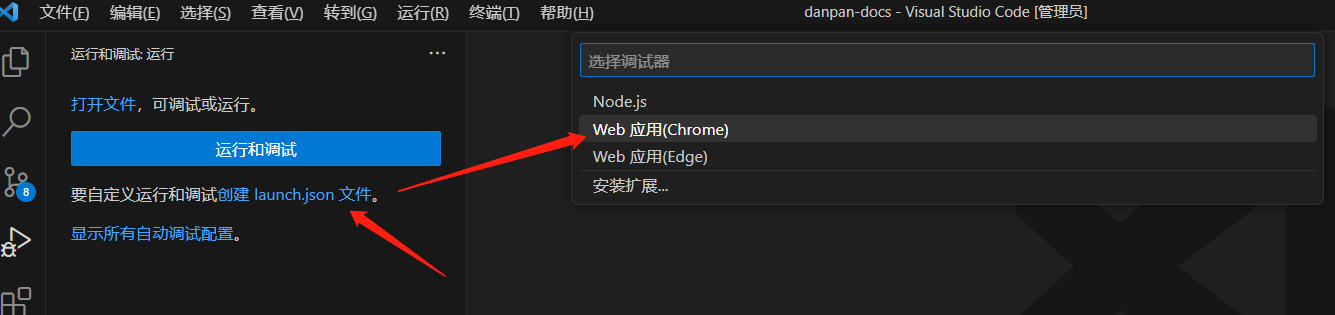 文件(F) 编辑(E) 选择(S) 查看(V) 转到(G) 运行(R) 终端(T) 帮助(H) danpan-docs - Visual Studio Code [管理员]
运行和调试: 运行 ...
选择调试器
打开文件，可调试或运行。
Node.js
运行和调试
Web 应用(Chrome)
Web 应用(Edge)
要自定义运行和调试创建 launch.json 文件。
安装扩展...
8
显示所有自动调试配置。